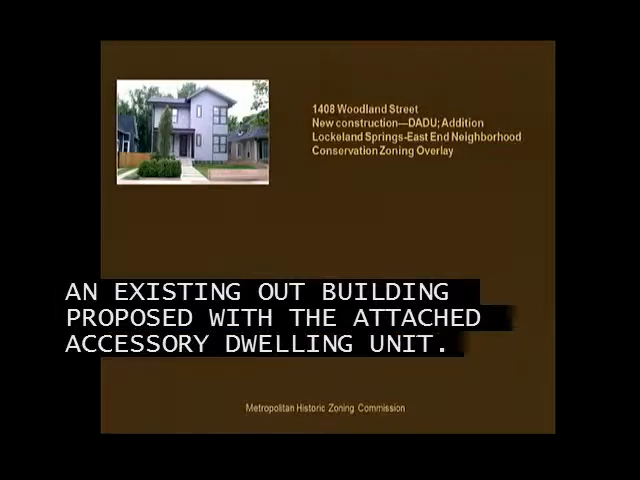 1408 Woodland Street
New construction—DADU; Addition
Lockeland Springs-East End Neighborhood
Conservation Zoning Overlay
AN EXISTING OUT BUILDING
PROPOSED WITH THE ATTACHED
ACCESSORY DWELLING UNIT.
Metropolitan Historic Zoning Commission